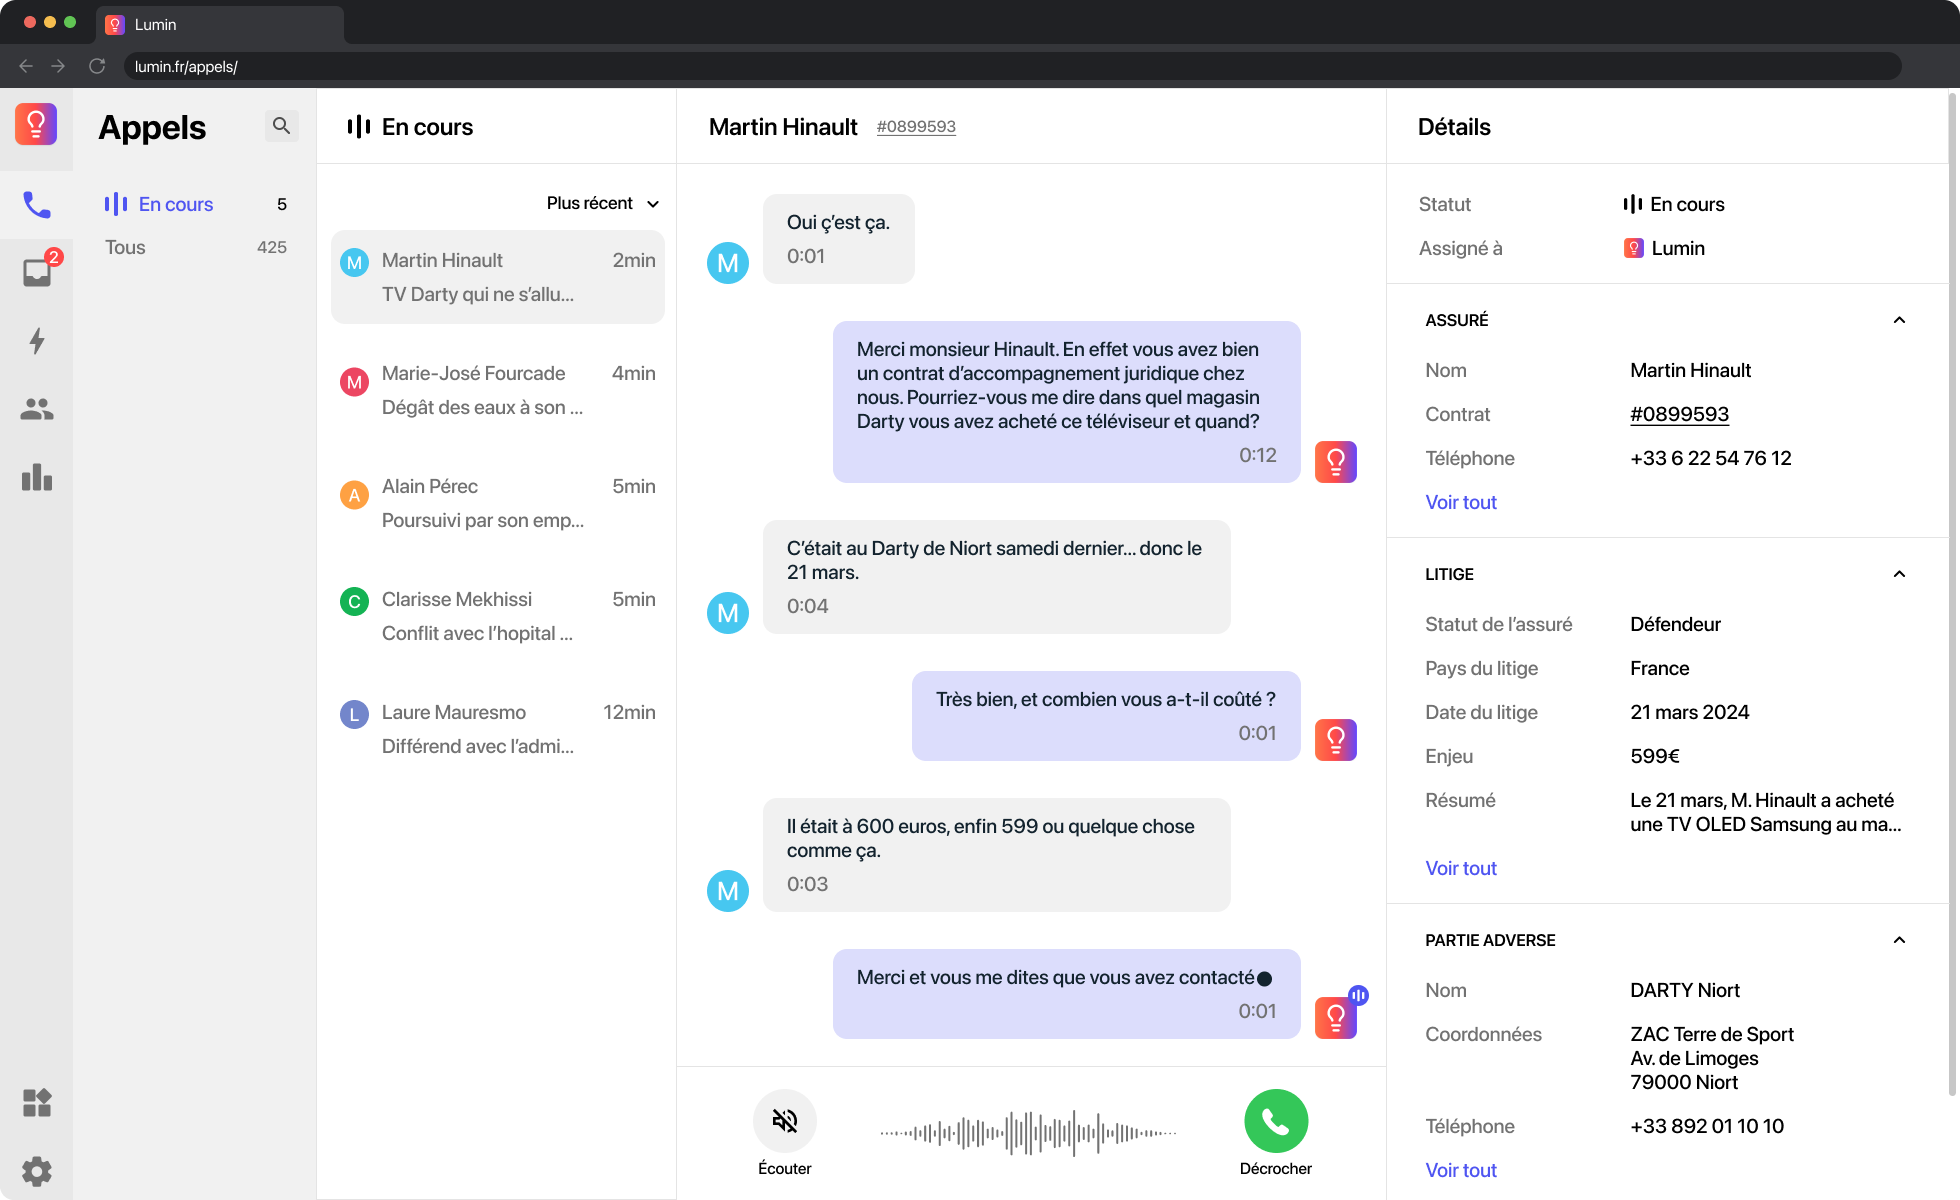 Lumin
lumin.fr/appels/
Appels
En cours 5
Tous 425
2
En cours
Plus récent
M Martin Hinault 2min
TV Darty qui ne s’allu...
M Marie-José Fourcade 4min
Dégât des eaux à son ...
A Alain Pérec 5min
Poursuivi par son emp...
C Clarisse Mekhissi 5min
Conflit avec l’hopital ...
L Laure Mauresmo 12min
Différend avec l’admi...
Martin Hinault #0899593
Oui ç’est ça.
0:01
M
Merci monsieur Hinault. En effet vous avez bien
un contrat d’accompagnement juridique chez
nous. Pourriez-vous me dire dans quel magasin
Darty vous avez acheté ce téléviseur et quand?
0:12
C’était au Darty de Niort samedi dernier... donc le
21 mars.
0:04
M
Très bien, et combien vous a-t-il coûté ?
0:01
Il était à 600 euros, enfin 599 ou quelque chose
comme ça.
0:03
M
Merci et vous me dites que vous avez contacté
0:01
Écouter
Décrocher
Détails
Statut En cours
Assigné à Lumin
ASSURÉ
Nom Martin Hinault
Contrat #0899593
Téléphone +33 6 22 54 76 12
Voir tout
LITIGE
Statut de l’assuré Défendeur
Pays du litige France
Date du litige 21 mars 2024
Enjeu 599€
Résumé Le 21 mars, M. Hinault a acheté
une TV OLED Samsung au ma...
Voir tout
PARTIE ADVERSE
Nom DARTY Niort
Coordonnées ZAC Terre de Sport
Av. de Limoges
79000 Niort
Téléphone +33 892 01 10 10
Voir tout